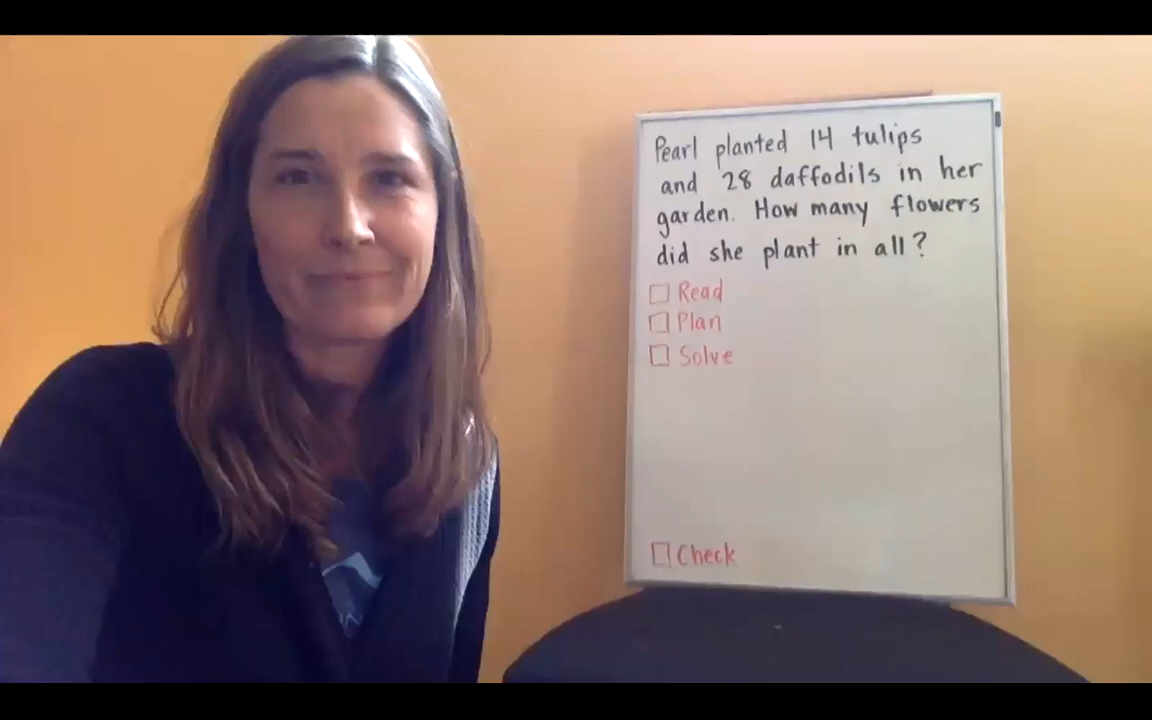 Pearl planted 14 tulips
and 28 daffodils in her
garden. How many flowers
did she plant in all?
Read
Plan
Solve
Check